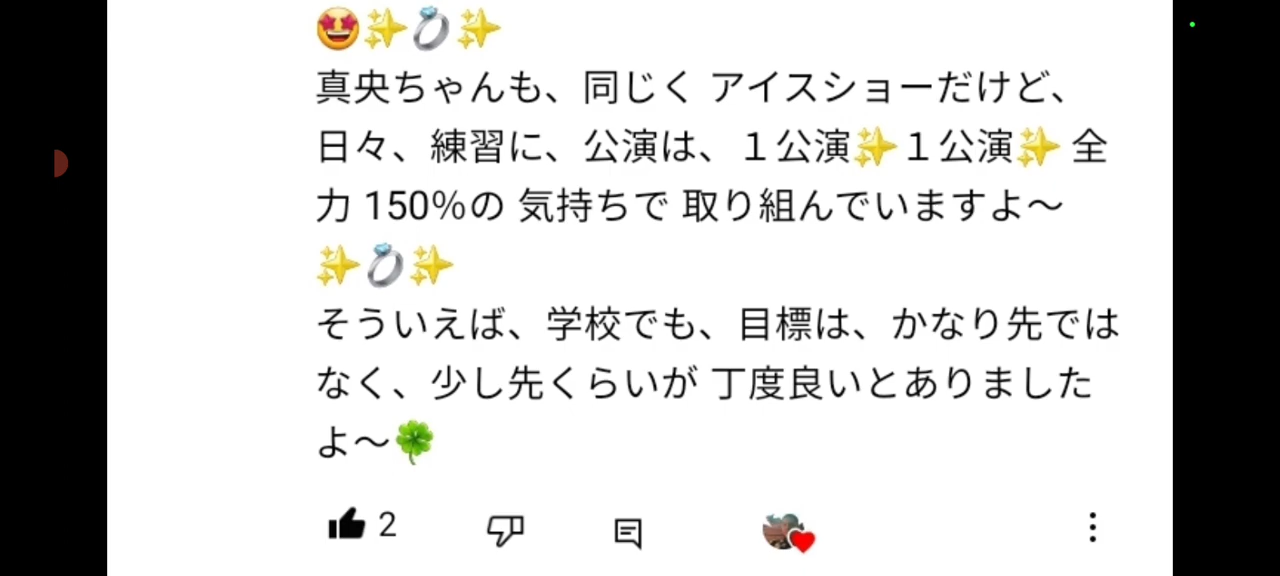 🤩✨💍✨
真央ちゃんも、同じく アイスショーだけど、
日々、練習に、公演は、１公演✨１公演✨ 全
力 150%の 気持ちで 取り組んでいますよ〜
✨💍✨
そういえば、学校でも、目標は、かなり先では
なく、少し先くらいが 丁度良いとありました
よ〜🍀
2